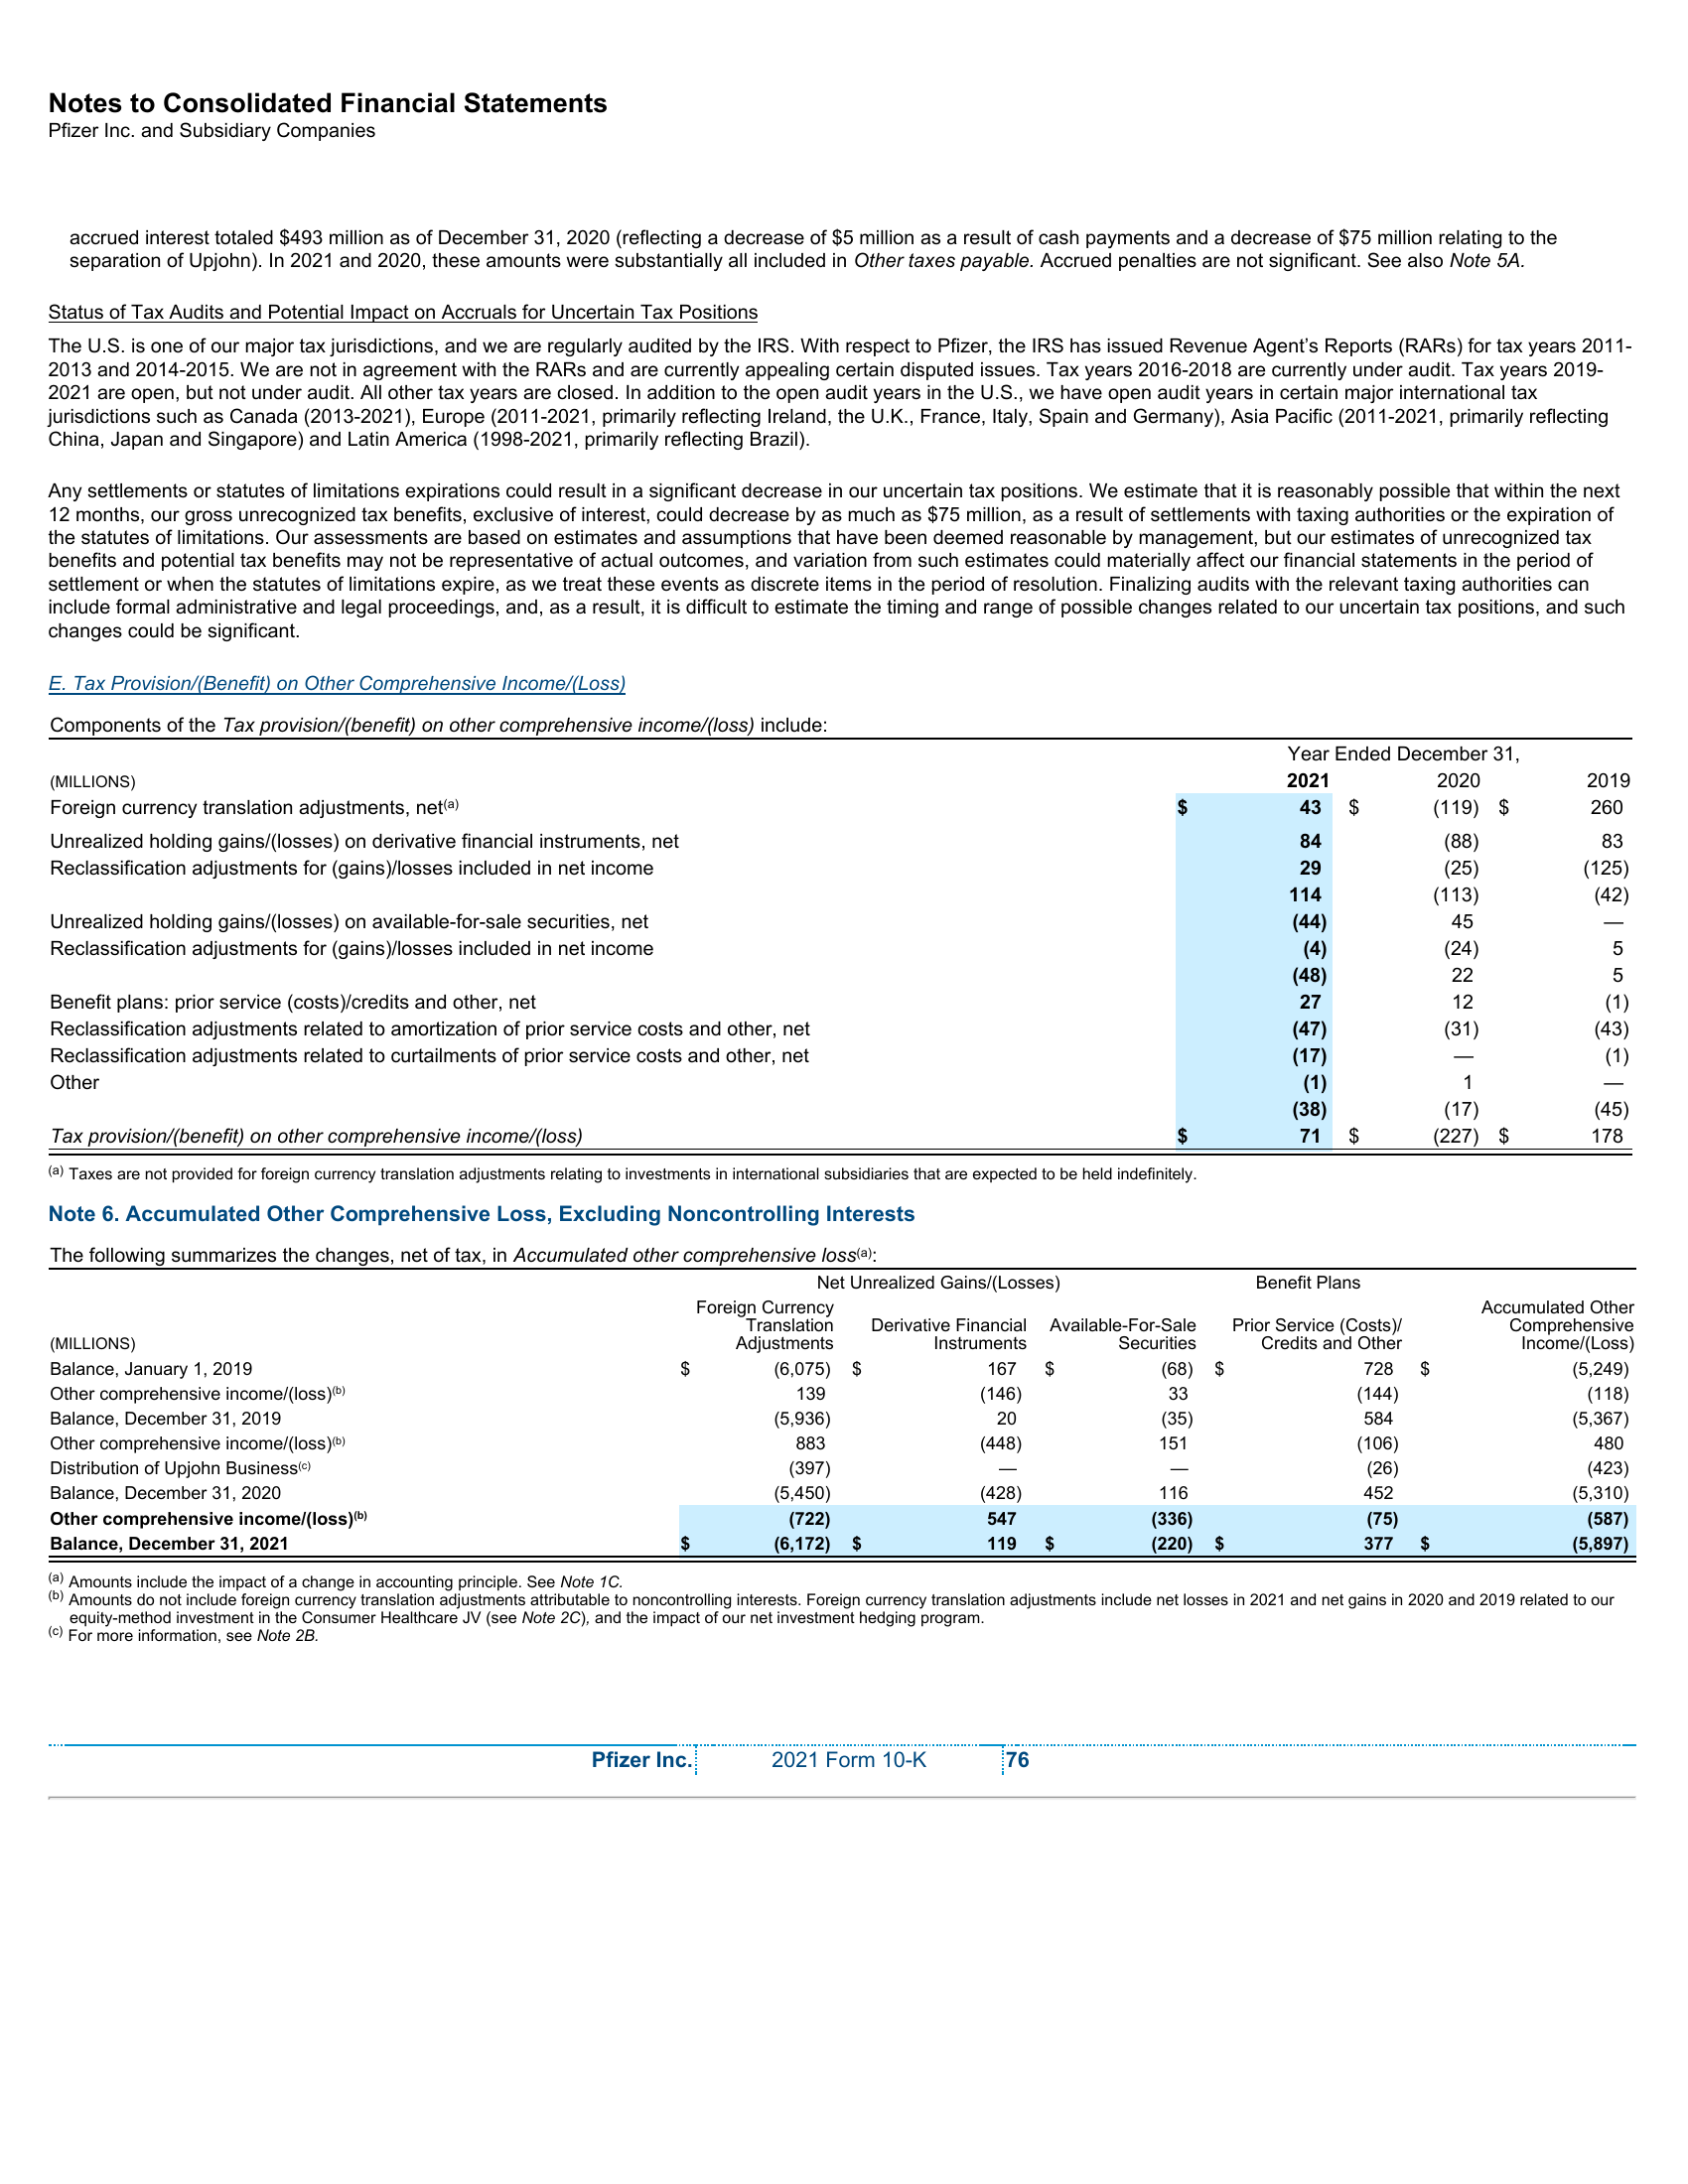 Notes to Consolidated Financial Statements
Pfizer Inc. and Subsidiary Companies
accrued interest totaled $493 million as of December 31, 2020 (reflecting a decrease of $5 million as a result of cash payments and a decrease of $75 million relating to the
separation of Upjohn). In 2021 and 2020, these amounts were substantially all included in Other taxes payable. Accrued penalties are not significant. See also Note 5A.
Status of Tax Audits and Potential Impact on Accruals for Uncertain Tax Positions
The U.S. is one of our major tax jurisdictions, and we are regularly audited by the IRS. With respect to Pfizer, the IRS has issued Revenue Agent's Reports (RARs) for tax years 2011-
2013 and 2014-2015. We are not in agreement with the RARs and are currently appealing certain disputed issues. Tax years 2016-2018 are currently under audit. Tax years 2019-
2021 are open, but not under audit. All other tax years are closed. In addition to the open audit years in the U.S., we have open audit years in certain major international tax
jurisdictions such as Canada (2013-2021), Europe (2011-2021, primarily reflecting Ireland, the U.K., France, Italy, Spain and Germany), Asia Pacific (2011-2021, primarily reflecting
China, Japan and Singapore) and Latin America (1998-2021, primarily reflecting Brazil).
Any settlements or statutes of limitations expirations could result in a significant decrease in our uncertain tax positions. We estimate that it is reasonably possible that within the next
12 months, our gross unrecognized tax benefits, exclusive of interest, could decrease by as much as $75 million, as a result of settlements with taxing authorities or the expiration of
the statutes of limitations. Our assessments are based on estimates and assumptions that have been deemed reasonable by management, but our estimates of unrecognized tax
benefits and potential tax benefits may not be representative of actual outcomes, and variation from such estimates could materially affect our financial statements in the period of
settlement or when the statutes of limitations expire, as we treat these events as discrete items in the period of resolution. Finalizing audits with the relevant taxing authorities can
include formal administrative and legal proceedings, and, as a result, it is difficult to estimate the timing and range of possible changes related to our uncertain tax positions, and such
changes could be significant.
E. Tax Provision/(Benefit) on Other Comprehensive Income/(Loss)
Components of the Tax provision/(benefit) on other comprehensive income/(loss) include:
Year Ended December 31,
(MILLIONS) 2021 2020 2019
Foreign currency translation adjustments, net(a) $ 43 $ (119) $ 260
Unrealized holding gains/(losses) on derivative financial instruments, net 84 (88) 83
Reclassification adjustments for (gains)/losses included in net income 29 (25) (125)
114 (113) (42)
Unrealized holding gains/(losses) on available-for-sale securities, net (44) 45 —
Reclassification adjustments for (gains)/losses included in net income (4) (24) 5
(48) 22 5
Benefit plans: prior service (costs)/credits and other, net 27 12 (1)
Reclassification adjustments related to amortization of prior service costs and other, net (47) (31) (43)
Reclassification adjustments related to curtailments of prior service costs and other, net (17) — (1)
Other (1) 1 —
(38) (17) (45)
Tax provision/(benefit) on other comprehensive income/(loss) $ 71 $ (227) $ 178
(a) Taxes are not provided for foreign currency translation adjustments relating to investments in international subsidiaries that are expected to be held indefinitely.
Note 6. Accumulated Other Comprehensive Loss, Excluding Noncontrolling Interests
The following summarizes the changes, net of tax, in Accumulated other comprehensive loss(a):
Net Unrealized Gains/(Losses) Benefit Plans
Foreign Currency Accumulated Other
Translation Derivative Financial Available-For-Sale Prior Service (Costs)/ Comprehensive
(MILLIONS) Adjustments Instruments Securities Credits and Other Income/(Loss)
Balance, January 1, 2019 $ (6,075) $ 167 $ (68) $ 728 $ (5,249)
Other comprehensive income/(loss)(b) 139 (146) 33 (144) (118)
Balance, December 31, 2019 (5,936) 20 (35) 584 (5,367)
Other comprehensive income/(loss)(b) 883 (448) 151 (106) 480
Distribution of Upjohn Business(c) (397) — — (26) (423)
Balance, December 31, 2020 (5,450) (428) 116 452 (5,310)
Other comprehensive income/(loss)(b) (722) 547 (336) (75) (587)
Balance, December 31, 2021 $ (6,172) $ 119 $ (220) $ 377 $ (5,897)
(a) Amounts include the impact of a change in accounting principle. See Note 1C.
(b) Amounts do not include foreign currency translation adjustments attributable to noncontrolling interests. Foreign currency translation adjustments include net losses in 2021 and net gains in 2020 and 2019 related to our
equity-method investment in the Consumer Healthcare JV (see Note 2C), and the impact of our net investment hedging program.
(c) For more information, see Note 2B.
Pfizer Inc. 2021 Form 10-K 76